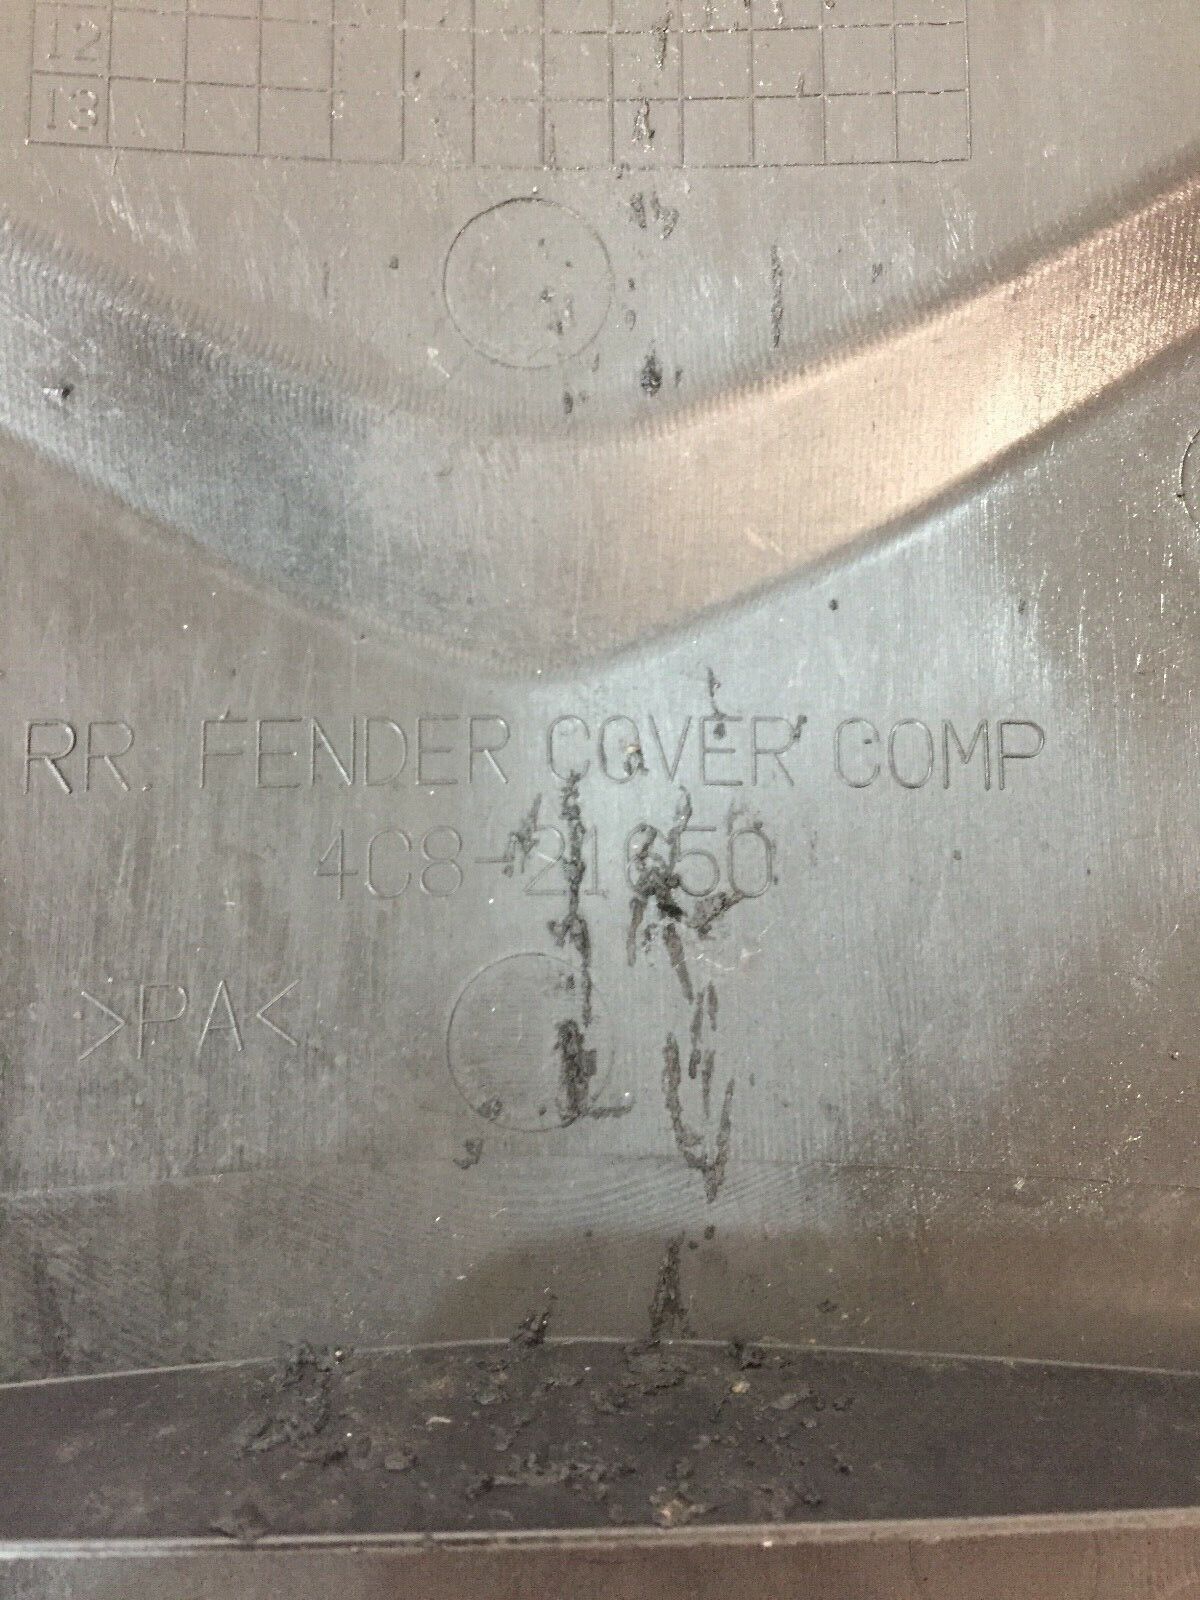 12
13
RR. FENDER COVER COMP
4C8-21650
>PA<